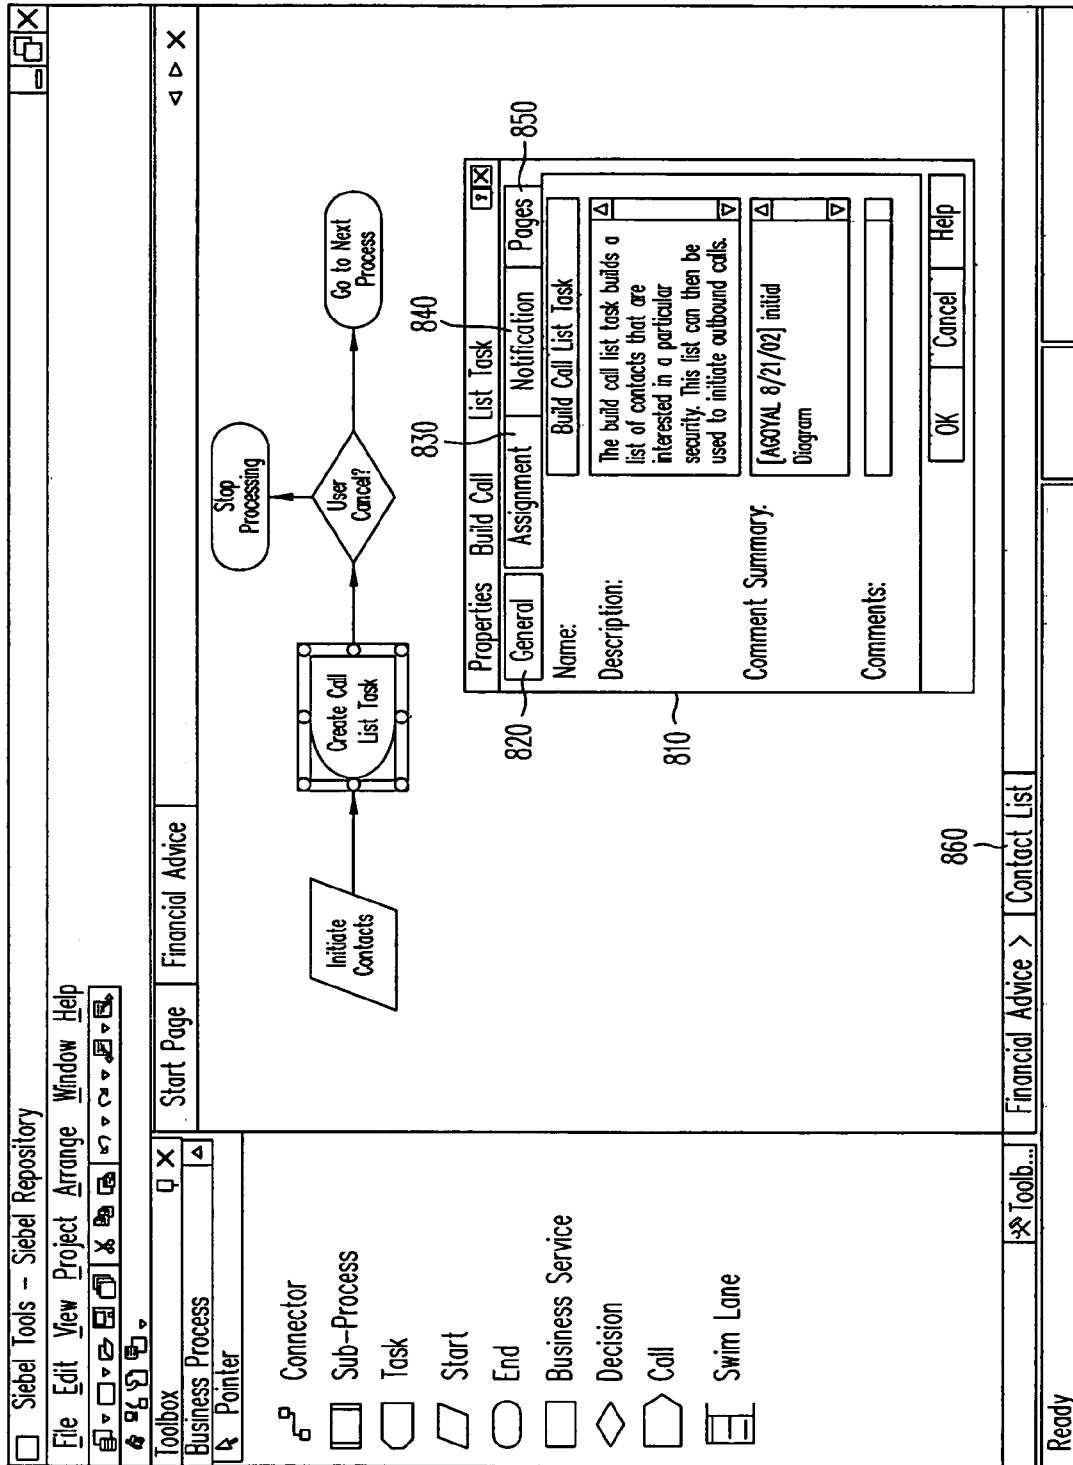 Siebel Tools – Siebel Repository
File Edit View Project Arrange Window Help
Toolbox
Business Process
Pointer
Connector
Sub–Process
Task
Start
End
Business Service
Decision
Call
Swim Lane
Toolb...
Start Page
Financial Advice
Initiate
Contacts
Create Call
List Task
User
Cancel?
Stop
Processing
Go to Next
Process
Properties Build Call List Task
General
Assignment
Notification
Pages
820
830
840
850
810
Name:
Build Call List Task
Description:
The build call list task builds a
list of contacts that are
interested in a particular
security. This list can then be
used to initiate outbound calls.
Comment Summary:
[AGOYAL 8/21/02] initial
Diagram
Comments:
OK
Cancel
Help
860
Financial Advice >
Contact List
Ready